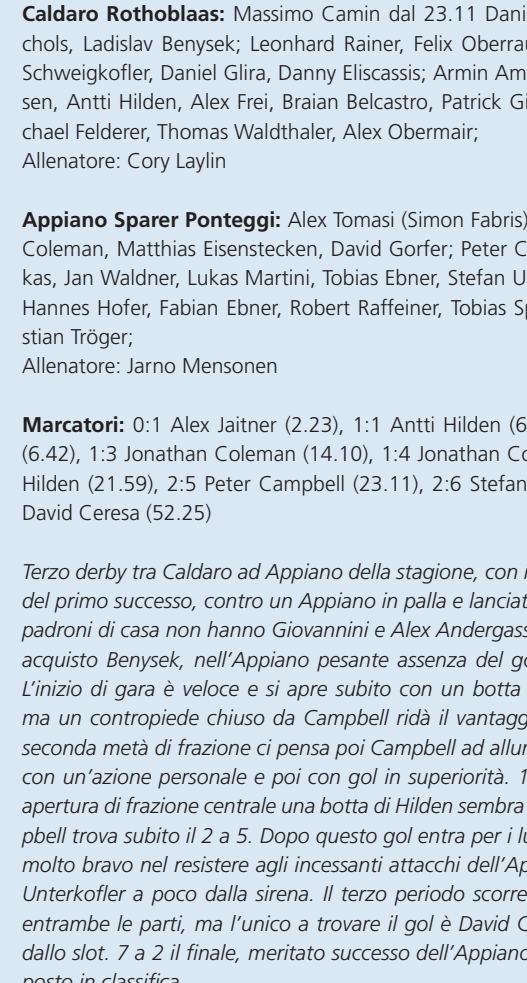 Caldaro Rothoblaas: Massimo Camin dal 23.11 Dani
chols, Ladislav Benysek; Leonhard Rainer, Felix Oberrau
Schweigkofler, Daniel Glira, Danny Eliscassis; Armin Am
sen, Antti Hilden, Alex Frei, Braian Belcastro, Patrick Gi
chael Felderer, Thomas Waldthaler, Alex Obermair;
Allenatore: Cory Laylin
Appiano Sparer Ponteggi: Alex Tomasi (Simon Fabris)
Coleman, Matthias Eisenstecken, David Gorfer; Peter C
kas, Jan Waldner, Lukas Martini, Tobias Ebner, Stefan U
Hannes Hofer, Fabian Ebner, Robert Raffeiner, Tobias Sp
stian Tröger;
Allenatore: Jarno Mensonen
Marcatori: 0:1 Alex Jaitner (2.23), 1:1 Antti Hilden (6
(6.42), 1:3 Jonathan Coleman (14.10), 1:4 Jonathan Co
Hilden (21.59), 2:5 Peter Campbell (23.11), 2:6 Stefan
David Ceresa (52.25)
Terzo derby tra Caldaro ad Appiano della stagione, con
del primo successo, contro un Appiano in palla e lanciat
padroni di casa non hanno Giovannini e Alex Andergass
acquisto Benysek, nell'Appiano pesante assenza del go
L'inizio di gara è veloce e si apre subito con un botta
ma un contropiede chiuso da Campbell ridà il vantagg
seconda metà di frazione ci pensa poi Campbell ad allun
con un'azione personale e poi con gol in superiorità. 1
apertura di frazione centrale una botta di Hilden sembra
pbell trova subito il 2 a 5. Dopo questo gol entra per i lu
molto bravo nel resistere agli incessanti attacchi dell'Ap
Unterkofler a poco dalla sirena. Il terzo periodo scorre
entrambe le parti, ma l'unico a trovare il gol è David C
dallo slot. 7 a 2 il finale, meritato successo dell'Appiano
posto in classifica